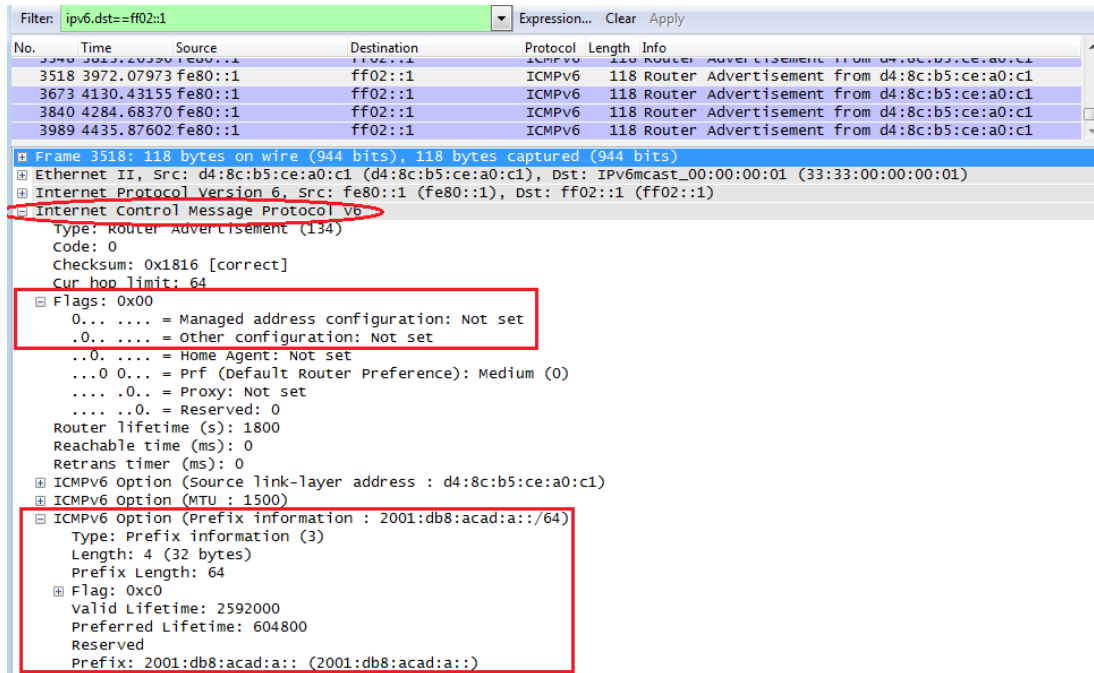 Filter: ipv6.dst==ff02::1 Expression... Clear Apply
No. Time Source Destination Protocol Length Info
3518 3972.07973 fe80::1 ff02::1 ICMPv6 118 Router Advertisement from d4:8c:b5:ce:a0:c1
3673 4130.43155 fe80::1 ff02::1 ICMPv6 118 Router Advertisement from d4:8c:b5:ce:a0:c1
3840 4284.68370 fe80::1 ff02::1 ICMPv6 118 Router Advertisement from d4:8c:b5:ce:a0:c1
3989 4435.87602 fe80::1 ff02::1 ICMPv6 118 Router Advertisement from d4:8c:b5:ce:a0:c1
Frame 3518: 118 bytes on wire (944 bits), 118 bytes captured (944 bits)
Ethernet II, Src: d4:8c:b5:ce:a0:c1 (d4:8c:b5:ce:a0:c1), Dst: IPv6mcast_00:00:00:01 (33:33:00:00:00:01)
Internet Protocol Version 6, Src: fe80::1 (fe80::1), Dst: ff02::1 (ff02::1)
Internet Control Message Protocol v6
Type: Router Advertisement (134)
Code: 0
Checksum: 0x1816 [correct]
Cur hop limit: 64
Flags: 0x00
0... .... = Managed address configuration: Not set
.0.. .... = Other configuration: Not set
..0. .... = Home Agent: Not set
...0 0... = Prf (Default Router Preference): Medium (0)
.... .0.. = Proxy: Not set
.... ..0. = Reserved: 0
Router lifetime (s): 1800
Reachable time (ms): 0
Retrans timer (ms): 0
ICMPv6 Option (Source link-layer address : d4:8c:b5:ce:a0:c1)
ICMPv6 Option (MTU : 1500)
ICMPv6 Option (Prefix information : 2001:db8:acad:a::/64)
Type: Prefix information (3)
Length: 4 (32 bytes)
Prefix Length: 64
Flag: 0xc0
Valid Lifetime: 2592000
Preferred Lifetime: 604800
Reserved
Prefix: 2001:db8:acad:a:: (2001:db8:acad:a::)